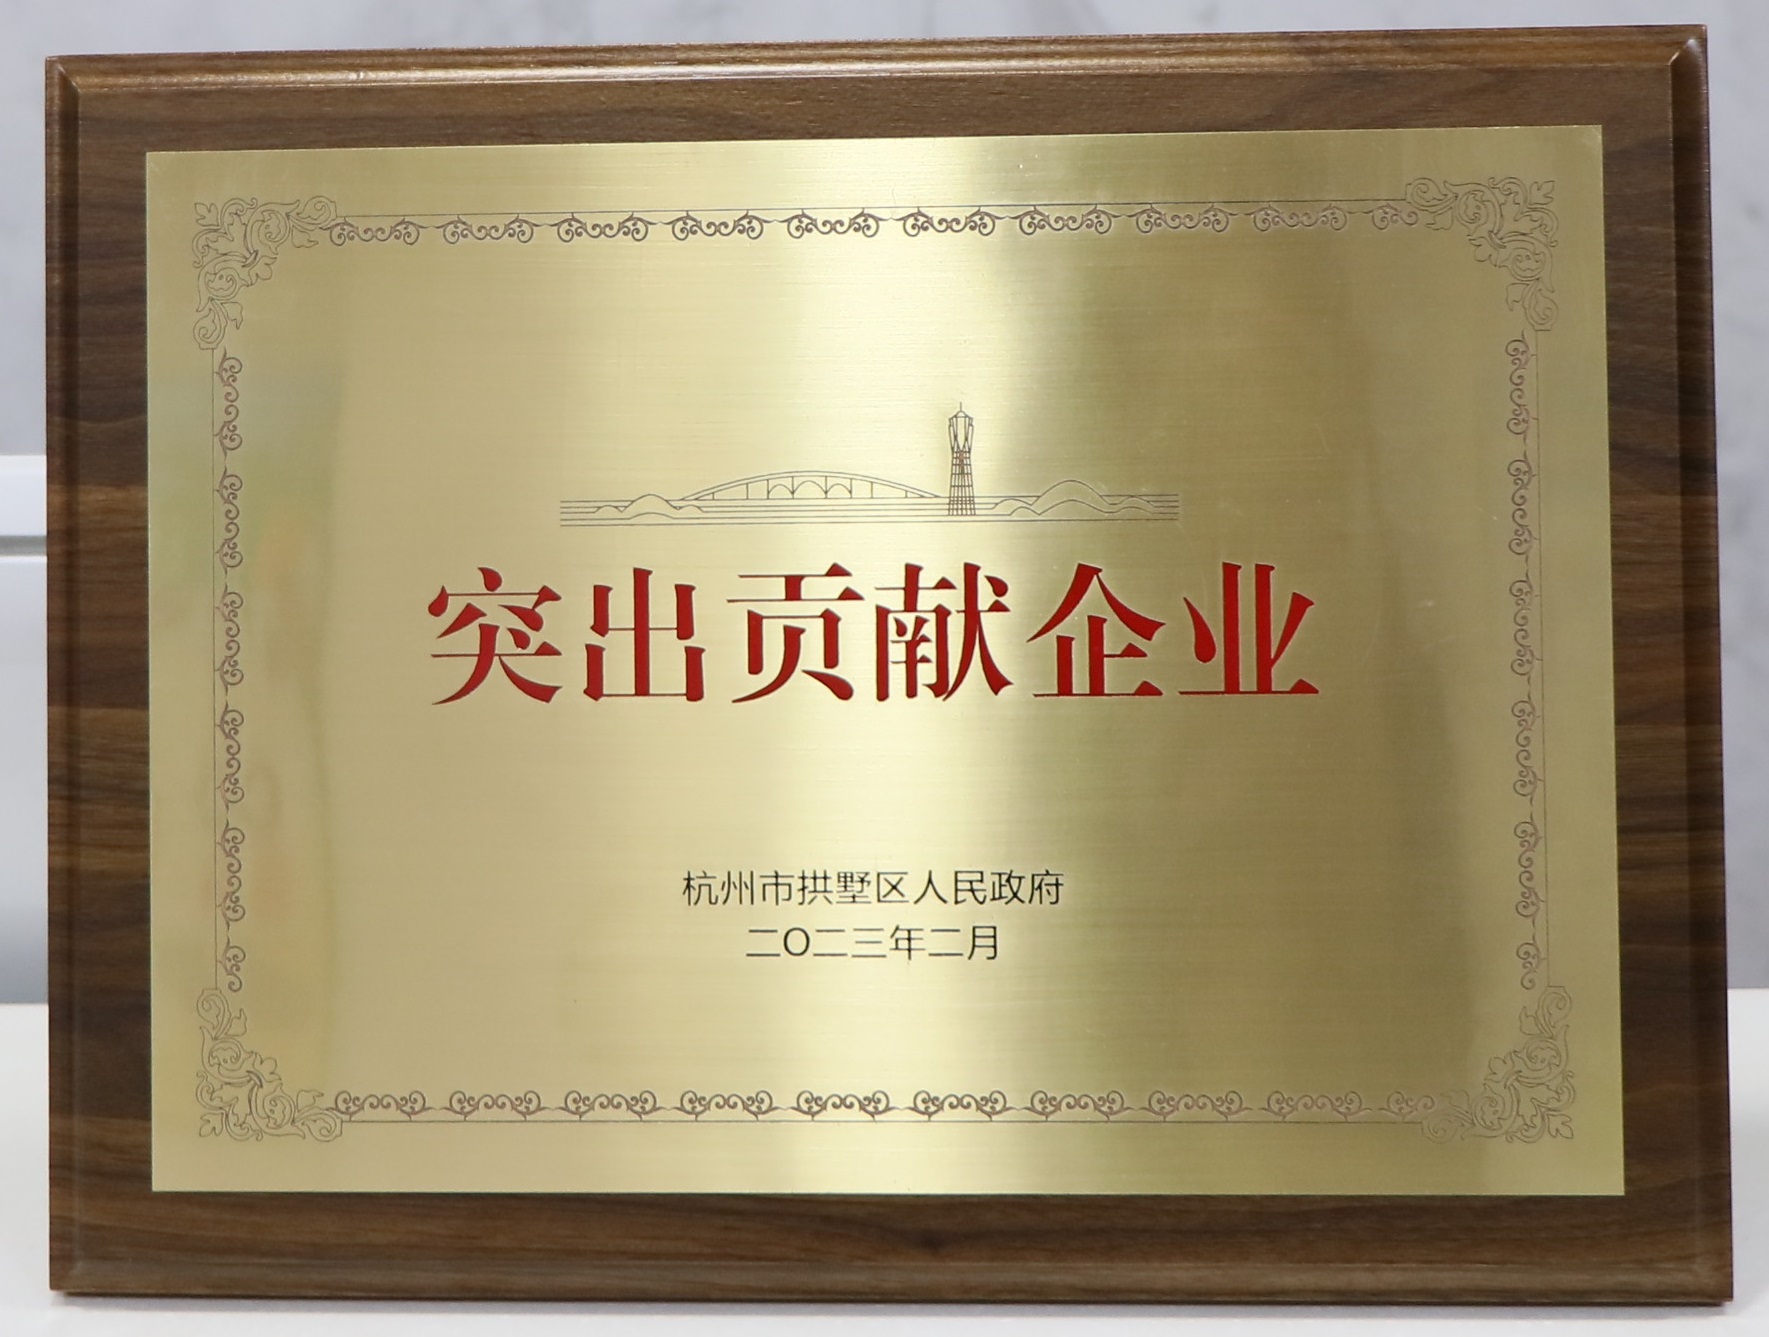 突出贡献企业
杭州市拱墅区人民政府
二〇二三年二月